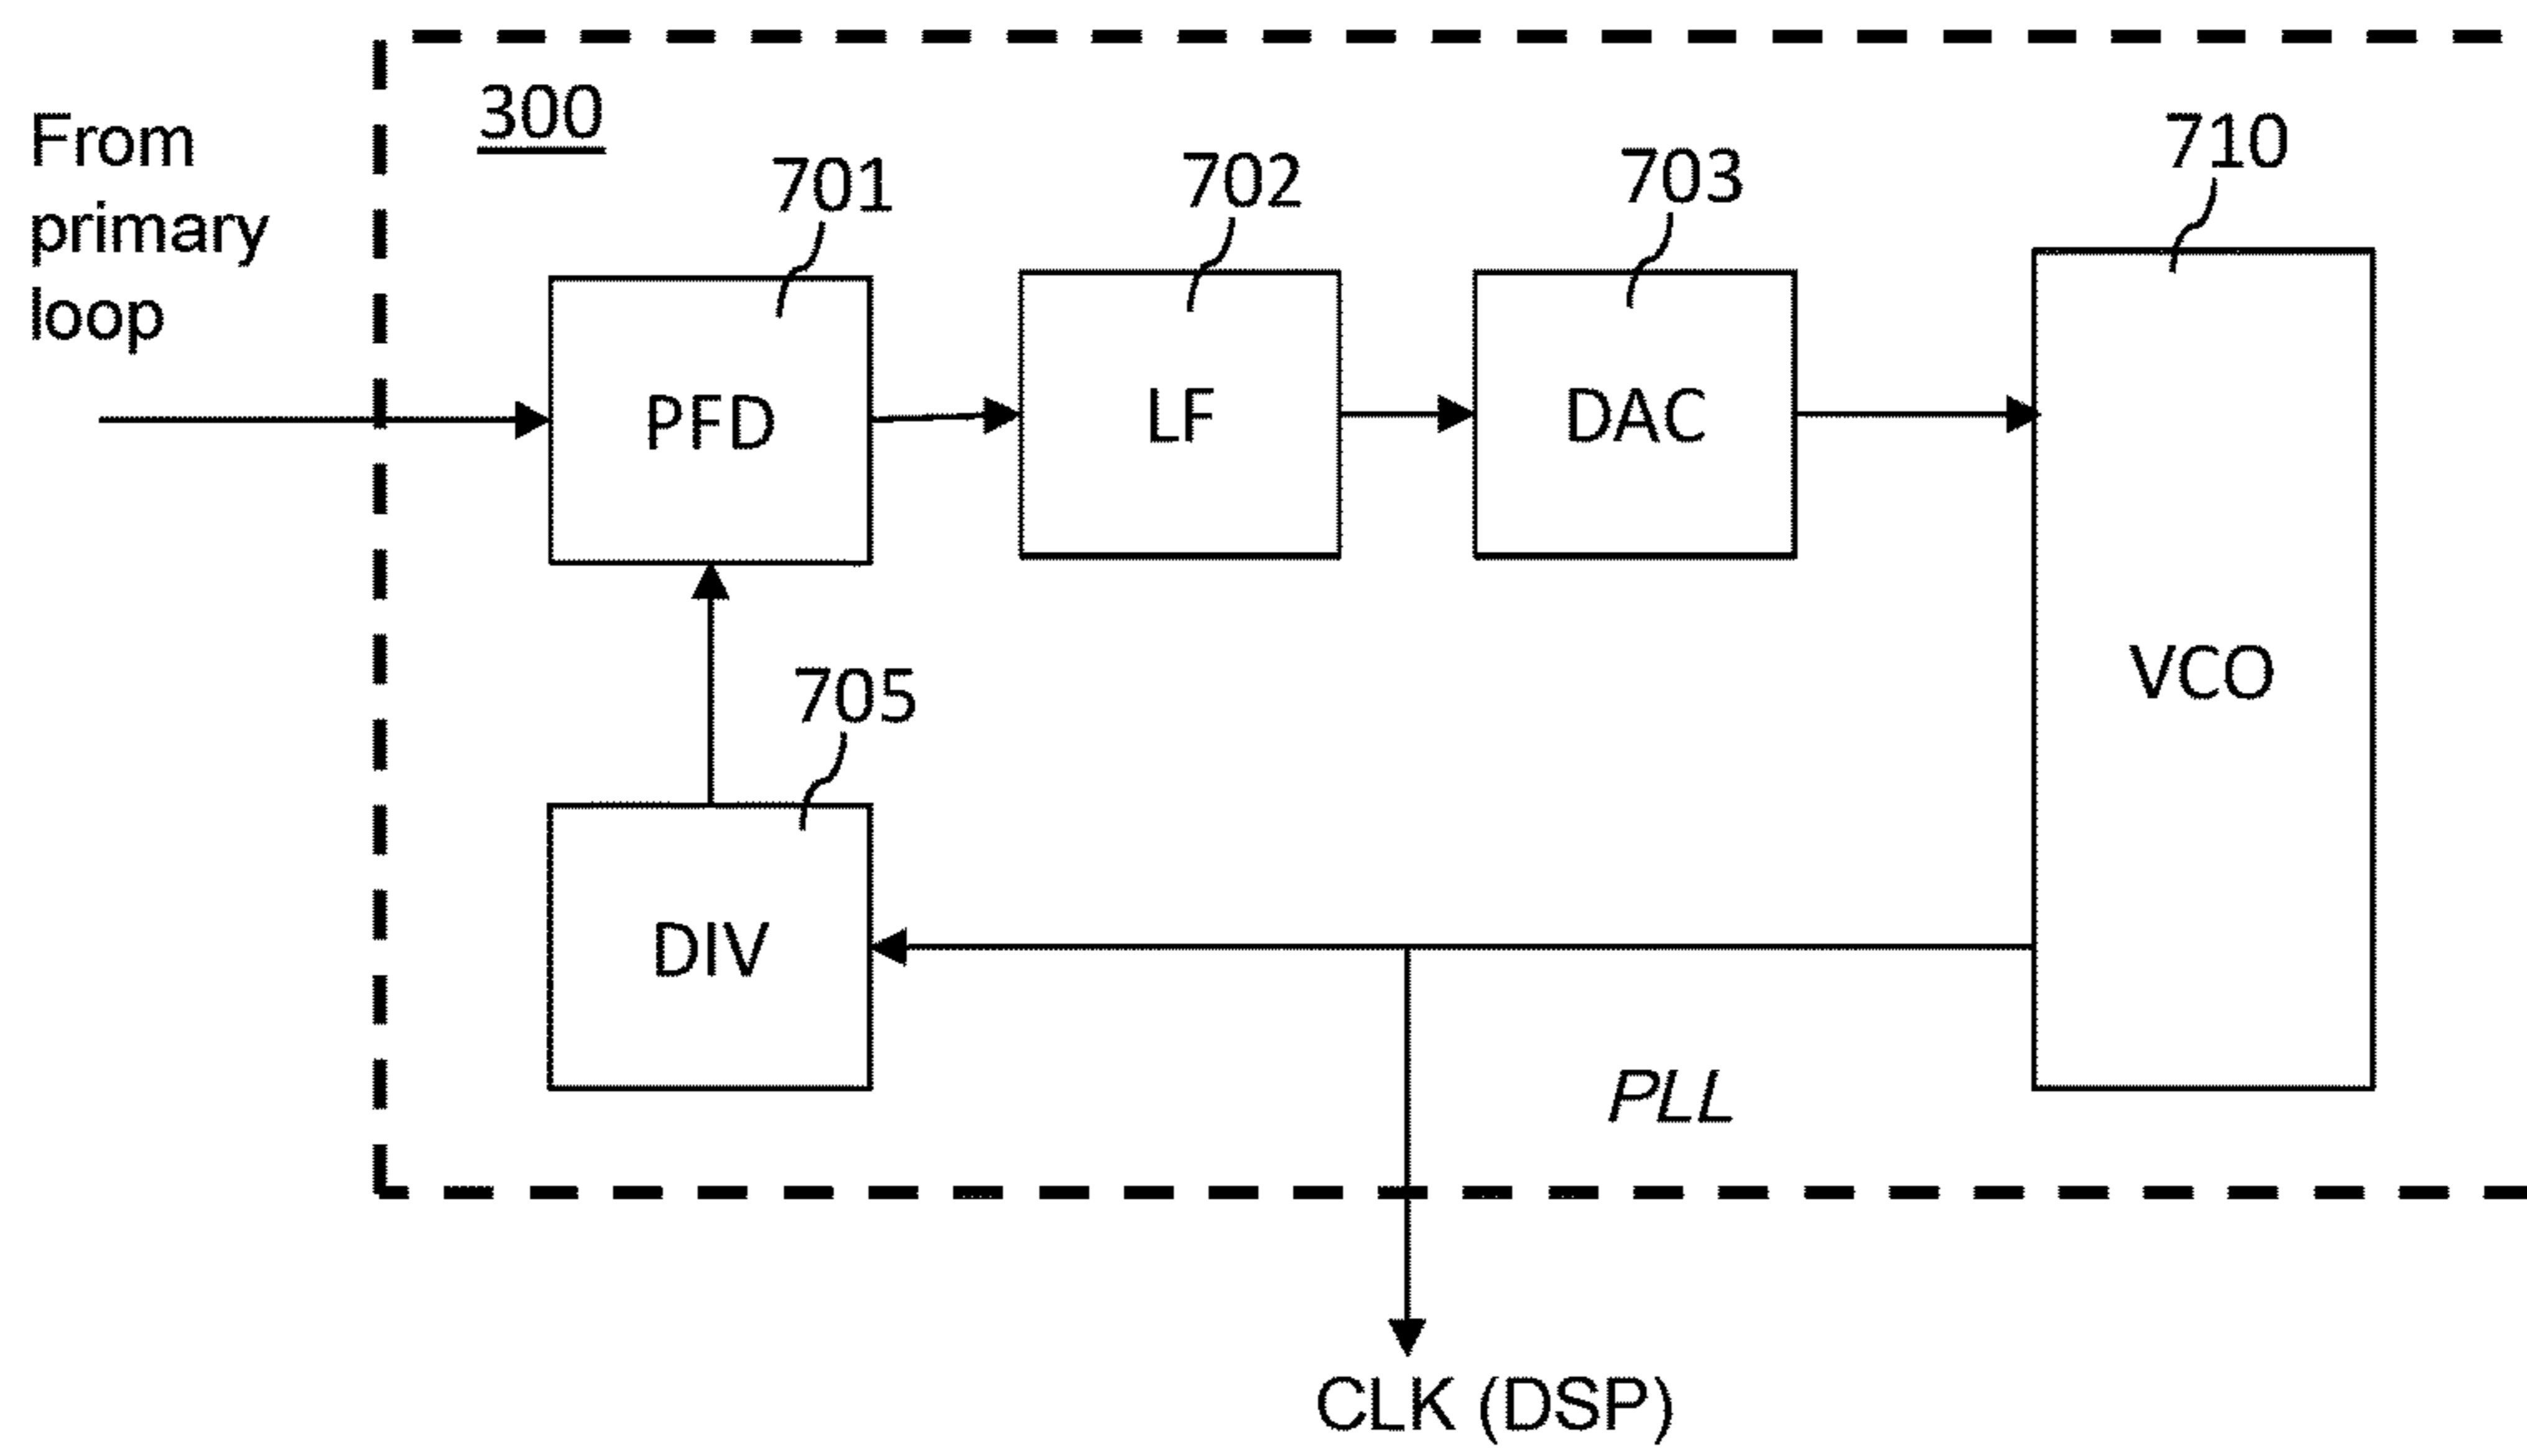 300
From
primary
loop
701
702
703
710
PFD
LF
DAC
VCO
705
DIV
PLL
CLK (DSP)